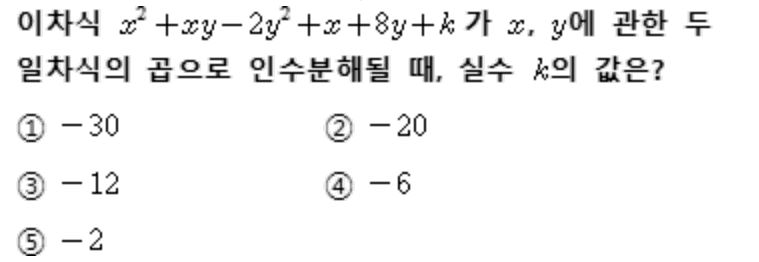 이차식 x²+xy−2y²+x+8y+k 가 x, y에 관한 두
일차식의 곱으로 인수분해될 때, 실수 k의 값은?
① −30 ② −20
③ −12 ④ −6
⑤ −2